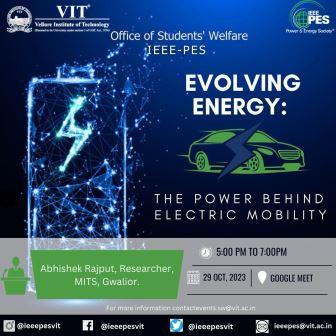 VIT®
Vellore Institute of Technology
(Deemed to be University under section 3 of UGC Act, 1956)
IEEE
PES
Power & Energy Society®
Office of Students' Welfare
IEEE-PES
EVOLVING
ENERGY:
THE POWER BEHIND
ELECTRIC MOBILITY
Abhishek Rajput, Researcher,
MITS, Gwalior.
5:00 PM TO 7:00PM
29 OCT, 2023
GOOGLE MEET
For more information contactevents.sw@vit.ac.in
@ieeepesvit
@ieeepesvit
@ieeepesvit
ieeepes@vit.ac.in